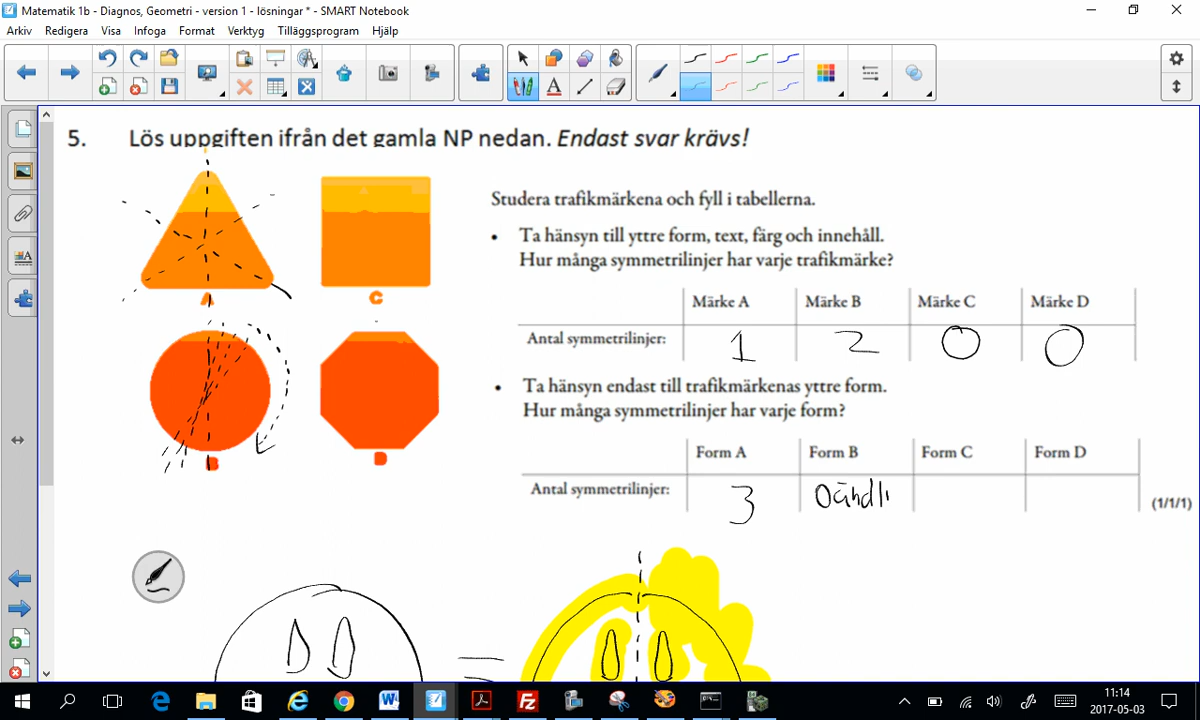 Matematik 1b - Diagnos, Geometri - version 1 - lösningar * - SMART Notebook
Arkiv Redigera Visa Infoga Format Verktyg Tilläggsprogram Hjälp
5. Lös uppgiften ifrån det gamla NP nedan. Endast svar krävs!
Studera trafikmärkena och fyll i tabellerna.
• Ta hänsyn till yttre form, text, färg och innehåll.
Hur många symmetrilinjer har varje trafikmärke?
A
C
Märke A Märke B Märke C Märke D
Antal symmetrilinjer: 1 2 0 0
• Ta hänsyn endast till trafikmärkenas yttre form.
Hur många symmetrilinjer har varje form?
B
D
Form A Form B Form C Form D
Antal symmetrilinjer: 3 Oändli
(1/1/1)
=
11:14
2017-05-03